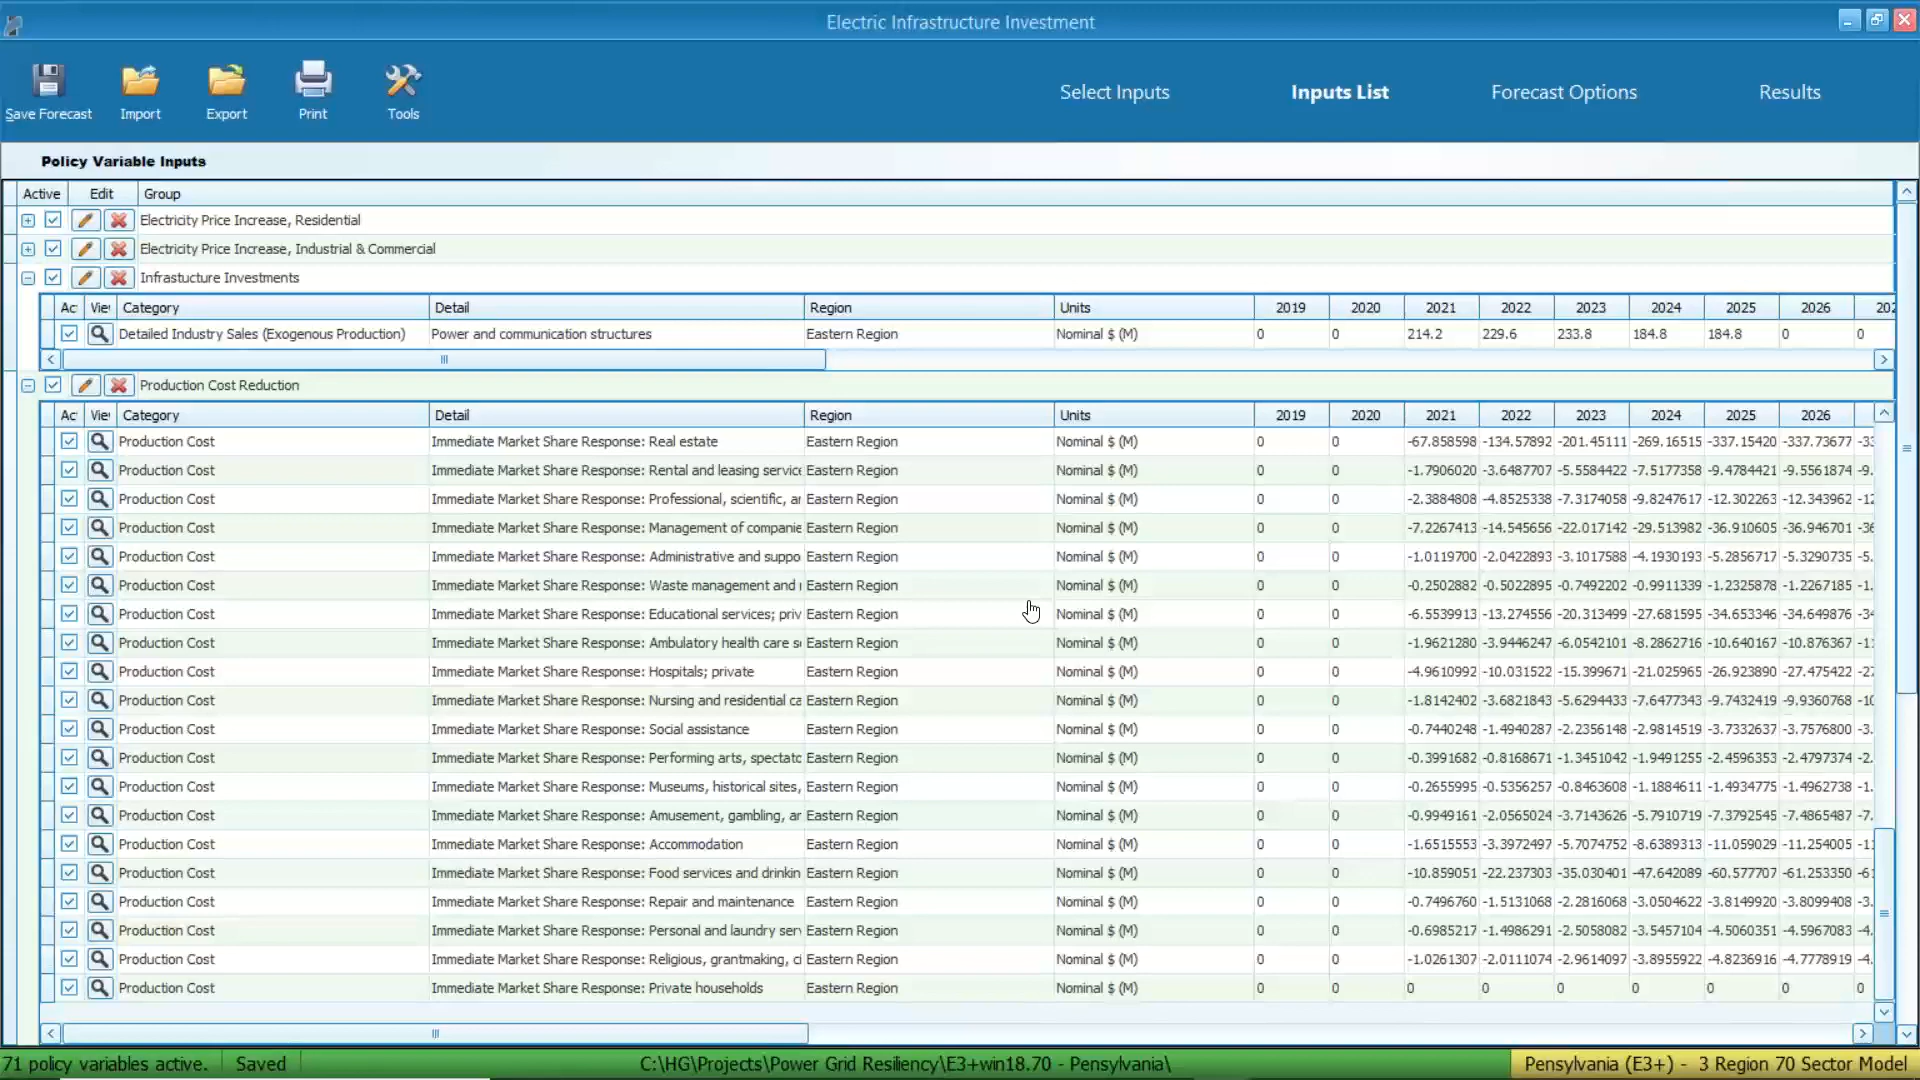 Electric Infrastructure Investment
Save Forecast Import Export Print Tools Select Inputs Inputs List Forecast Options Results
Policy Variable Inputs
Active Edit Group
Electricity Price Increase, Residential
Electricity Price Increase, Industrial & Commercial
Infrastucture Investments
Ac Vie Category Detail Region Units 2019 2020 2021 2022 2023 2024 2025 2026 202
Detailed Industry Sales (Exogenous Production) Power and communication structures Eastern Region Nominal $ (M) 0 0 214.2 229.6 233.8 184.8 184.8 0 0
Production Cost Reduction
Ac Vie Category Detail Region Units 2019 2020 2021 2022 2023 2024 2025 2026
Production Cost Immediate Market Share Response: Real estate Eastern Region Nominal $ (M) 0 0 -67.858598 -134.57892 -201.45111 -269.16515 -337.15420 -337.73677 -33
Production Cost Immediate Market Share Response: Rental and leasing service Eastern Region Nominal $ (M) 0 0 -1.7906020 -3.6487707 -5.5584422 -7.5177358 -9.4784421 -9.5561874 -9.
Production Cost Immediate Market Share Response: Professional, scientific, ar Eastern Region Nominal $ (M) 0 0 -2.3884808 -4.8525338 -7.3174058 -9.8247617 -12.302263 -12.343962 -12
Production Cost Immediate Market Share Response: Management of companie Eastern Region Nominal $ (M) 0 0 -7.2267413 -14.545656 -22.017142 -29.513982 -36.910605 -36.946701 -36
Production Cost Immediate Market Share Response: Administrative and suppo Eastern Region Nominal $ (M) 0 0 -1.0119700 -2.0422893 -3.1017588 -4.1930193 -5.2856717 -5.3290735 -5.
Production Cost Immediate Market Share Response: Waste management and r Eastern Region Nominal $ (M) 0 0 -0.2502882 -0.5022895 -0.7492202 -0.9911339 -1.2325878 -1.2267185 -1.
Production Cost Immediate Market Share Response: Educational services; priv Eastern Region Nominal $ (M) 0 0 -6.5539913 -13.274556 -20.313499 -27.681595 -34.653346 -34.649876 -34
Production Cost Immediate Market Share Response: Ambulatory health care s Eastern Region Nominal $ (M) 0 0 -1.9621280 -3.9446247 -6.0542101 -8.2862716 -10.640167 -10.876367 -1
Production Cost Immediate Market Share Response: Hospitals; private Eastern Region Nominal $ (M) 0 0 -4.9610992 -10.031522 -15.399671 -21.025965 -26.923890 -27.475422 -27
Production Cost Immediate Market Share Response: Nursing and residential ca Eastern Region Nominal $ (M) 0 0 -1.8142402 -3.6821843 -5.6294433 -7.6477343 -9.7432419 -9.9360768 -10
Production Cost Immediate Market Share Response: Social assistance Eastern Region Nominal $ (M) 0 0 -0.7440248 -1.4940287 -2.2356148 -2.9814519 -3.7332637 -3.7576800 -3.
Production Cost Immediate Market Share Response: Performing arts, spectato Eastern Region Nominal $ (M) 0 0 -0.3991682 -0.8168671 -1.3451042 -1.9491255 -2.4596353 -2.4797374 -2.
Production Cost Immediate Market Share Response: Museums, historical sites, Eastern Region Nominal $ (M) 0 0 -0.2655995 -0.5356257 -0.8463608 -1.1884611 -1.4934775 -1.4962738 -1.
Production Cost Immediate Market Share Response: Amusement, gambling, ar Eastern Region Nominal $ (M) 0 0 -0.9949161 -2.0565024 -3.7143626 -5.7910719 -7.3792545 -7.4865487 -7.
Production Cost Immediate Market Share Response: Accommodation Eastern Region Nominal $ (M) 0 0 -1.6515553 -3.3972497 -5.7074752 -8.6389313 -11.059029 -11.254005 -1
Production Cost Immediate Market Share Response: Food services and drinkin Eastern Region Nominal $ (M) 0 0 -10.859051 -22.237303 -35.030401 -47.642089 -60.577707 -61.253350 -6
Production Cost Immediate Market Share Response: Repair and maintenance Eastern Region Nominal $ (M) 0 0 -0.7496760 -1.5131068 -2.2816068 -3.0504622 -3.8149920 -3.8099408 -3.
Production Cost Immediate Market Share Response: Personal and laundry serv Eastern Region Nominal $ (M) 0 0 -0.6985217 -1.4986291 -2.5058082 -3.5457104 -4.5060351 -4.5967083 -4.
Production Cost Immediate Market Share Response: Religious, grantmaking, ci Eastern Region Nominal $ (M) 0 0 -1.0261307 -2.0111074 -2.9614097 -3.8955922 -4.8236916 -4.7778919 -4.
Production Cost Immediate Market Share Response: Private households Eastern Region Nominal $ (M) 0 0 0 0 0 0 0 0 0
71 policy variables active. Saved C:\HG\Projects\Power Grid Resiliency\E3+win18.70 - Pensylvania\ Pensylvania (E3+) - 3 Region 70 Sector Model